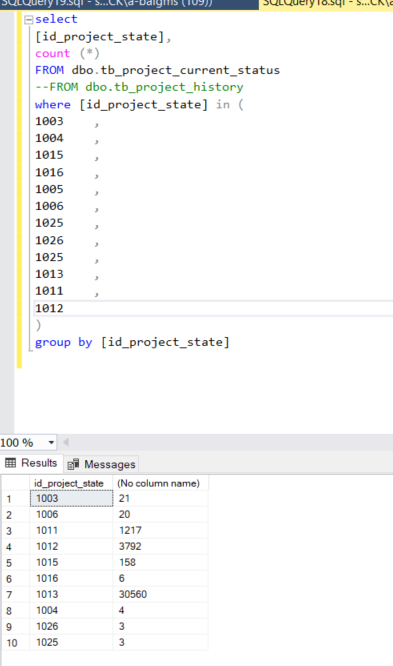 SQLQuery19.sql - s...CK\a-balgms (109))
SQLQuery18.sql - s...CK\a
select
[id_project_state],
count (*)
FROM dbo.tb_project_current_status
--FROM dbo.tb_project_history
where [id_project_state] in (
1003 ,
1004 ,
1015 ,
1016 ,
1005 ,
1006 ,
1025 ,
1026 ,
1025 ,
1013 ,
1011 ,
1012
)
group by [id_project_state]
100 %
Results Messages
id_project_state (No column name)
1 1003 21
2 1006 20
3 1011 1217
4 1012 3792
5 1015 158
6 1016 6
7 1013 30560
8 1004 4
9 1026 3
10 1025 3